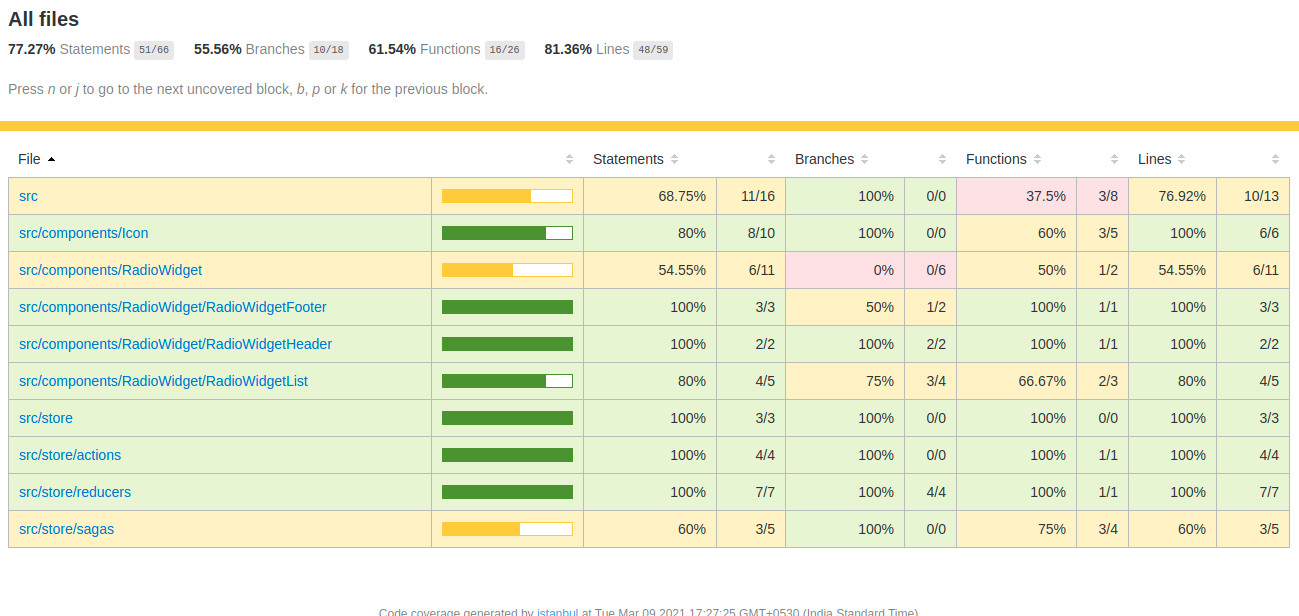 All files
77.27% Statements 51/66 55.56% Branches 10/18 61.54% Functions 16/26 81.36% Lines 48/59
Press n or j to go to the next uncovered block, b, p or k for the previous block.
File Statements Branches Functions Lines
src 68.75% 11/16 100% 0/0 37.5% 3/8 76.92% 10/13
src/components/Icon 80% 8/10 100% 0/0 60% 3/5 100% 6/6
src/components/RadioWidget 54.55% 6/11 0% 0/6 50% 1/2 54.55% 6/11
src/components/RadioWidget/RadioWidgetFooter 100% 3/3 50% 1/2 100% 1/1 100% 3/3
src/components/RadioWidget/RadioWidgetHeader 100% 2/2 100% 2/2 100% 1/1 100% 2/2
src/components/RadioWidget/RadioWidgetList 80% 4/5 75% 3/4 66.67% 2/3 80% 4/5
src/store 100% 3/3 100% 0/0 100% 0/0 100% 3/3
src/store/actions 100% 4/4 100% 0/0 100% 1/1 100% 4/4
src/store/reducers 100% 7/7 100% 4/4 100% 1/1 100% 7/7
src/store/sagas 60% 3/5 100% 0/0 75% 3/4 60% 3/5
Code coverage generated by istanbul at Tue Mar 09 2021 17:27:25 GMT+0530 (India Standard Time)